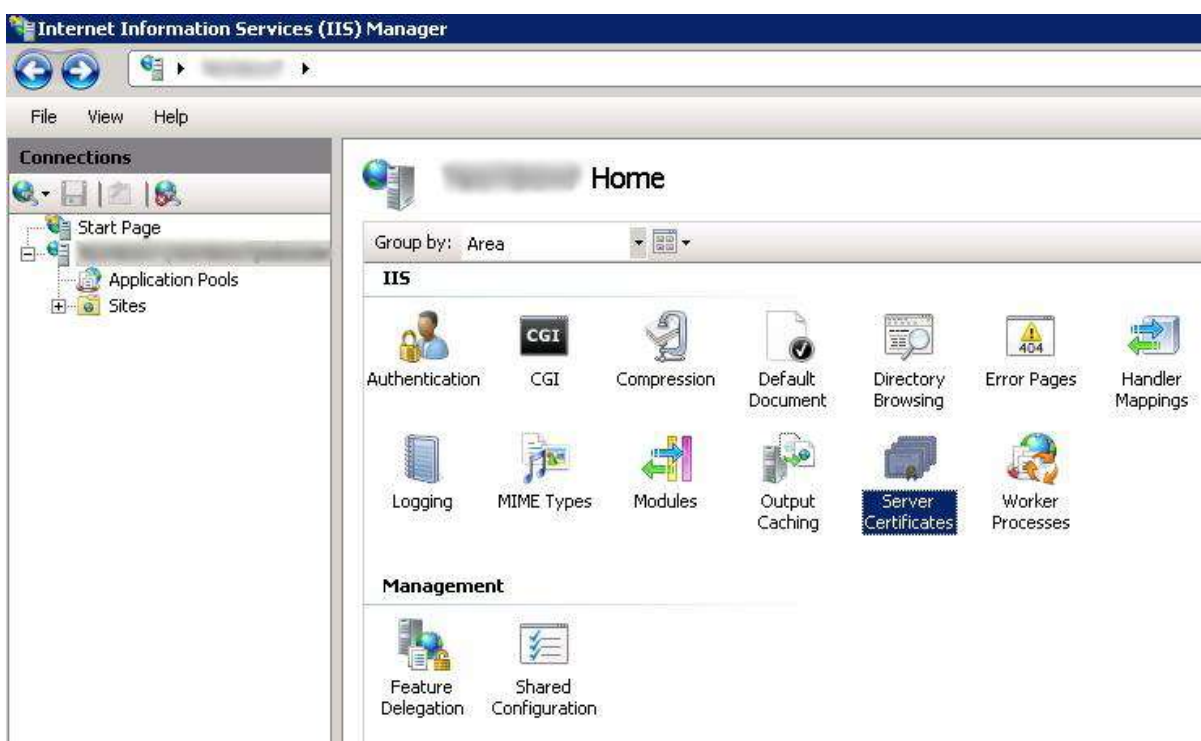 Internet Information Services (IIS) Manager
File View Help
Connections
Start Page
Application Pools
Sites
Home
Group by: Area
IIS
Authentication
CGI
Compression
Default
Document
Directory
Browsing
404
Error Pages
Handler
Mappings
Logging
MIME Types
Modules
Output
Caching
Server
Certificates
Worker
Processes
Management
Feature
Delegation
Shared
Configuration